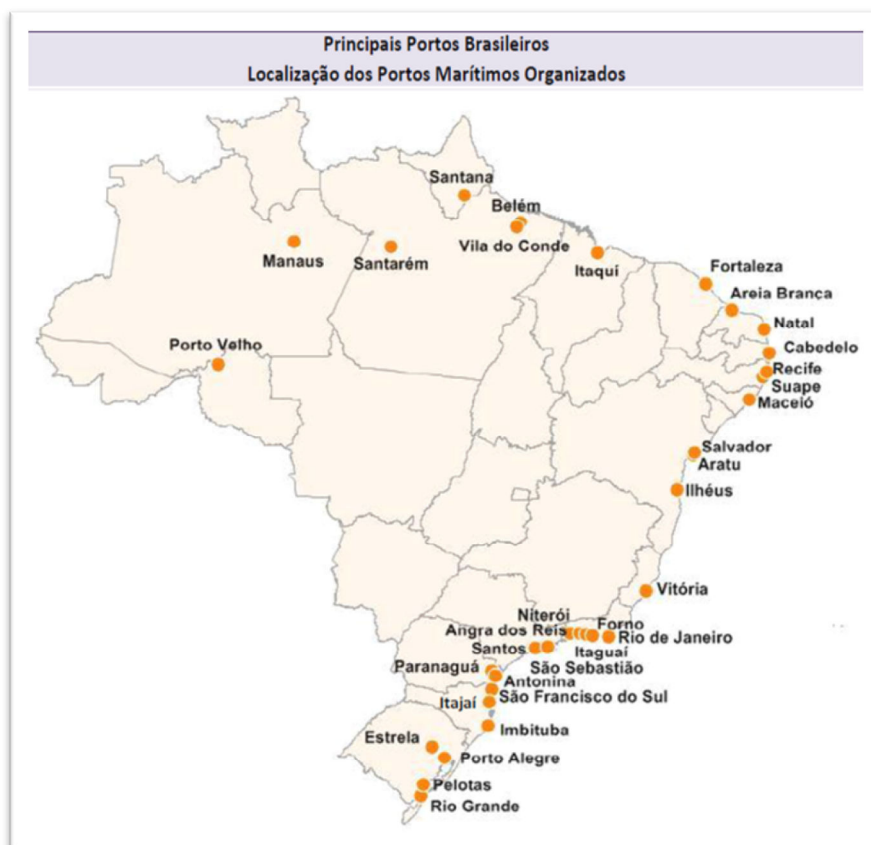 Principais Portos Brasileiros
Localização dos Portos Marítimos Organizados
Santana
Belém
Vila do Conde
Manaus
Santarém
Itaquí
Fortaleza
Areia Branca
Natal
Porto Velho
Cabedelo
Recife
Suape
Maceió
Salvador
Aratu
Ilhéus
Vitória
Niterói
Forno
Angra dos Reis
Rio de Janeiro
Santos
Itaguaí
São Sebastião
Paranaguá
Antonina
São Francisco do Sul
Itajaí
Imbituba
Estrela
Porto Alegre
Pelotas
Rio Grande